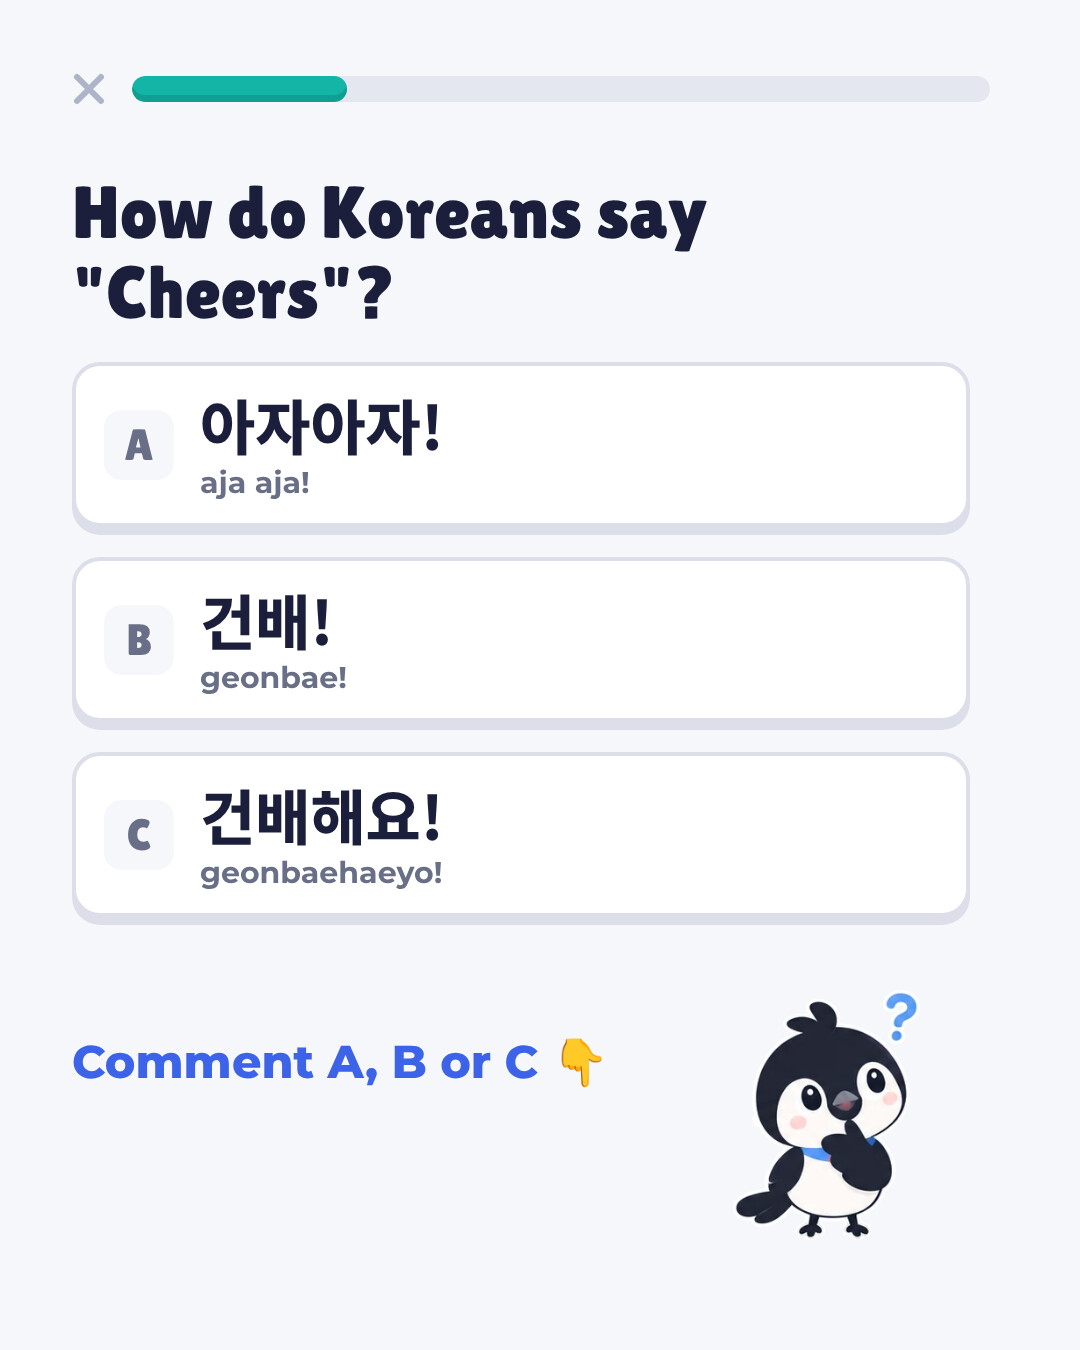 How do Koreans say
"Cheers"?
A
아자아자!
aja aja!
B
건배!
geonbae!
C
건배해요!
geonbaehaeyo!
Comment A, B or C 👇
?